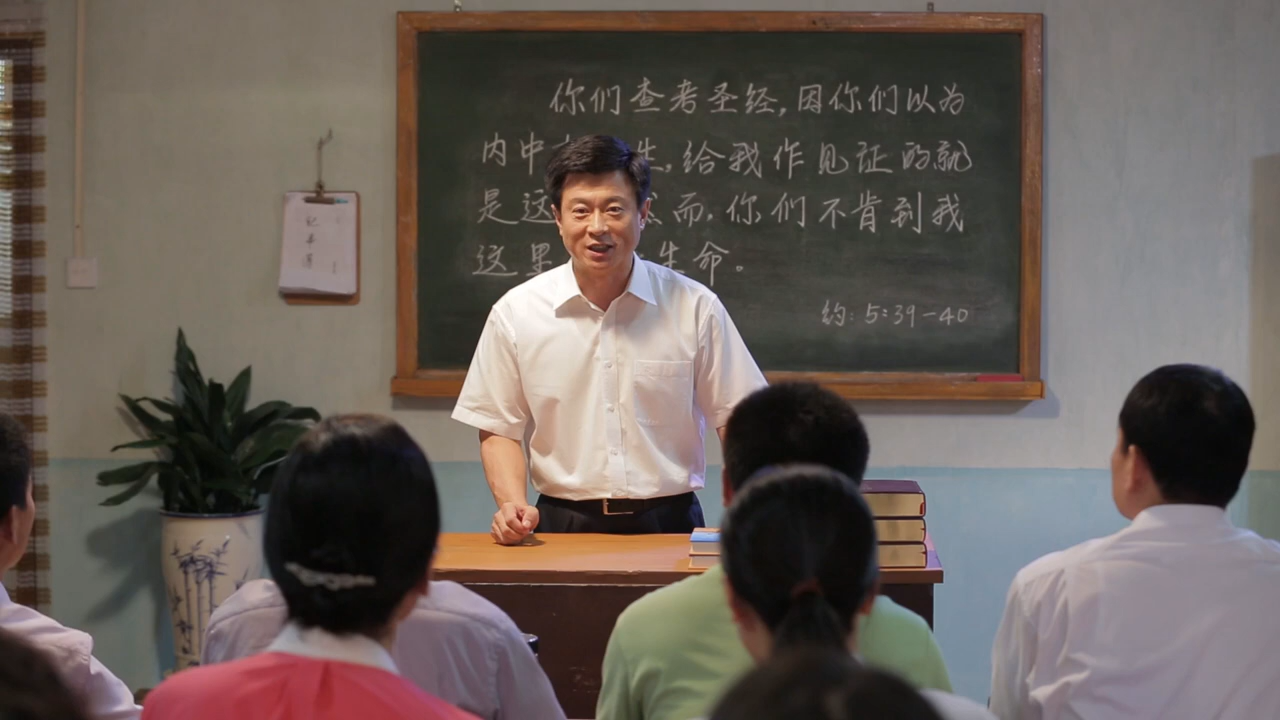 你们查考圣经,因你们以为
内中 生,给我作见证的就
是这 然而,你们不肯到我
这里 生命。
约:5:39-40